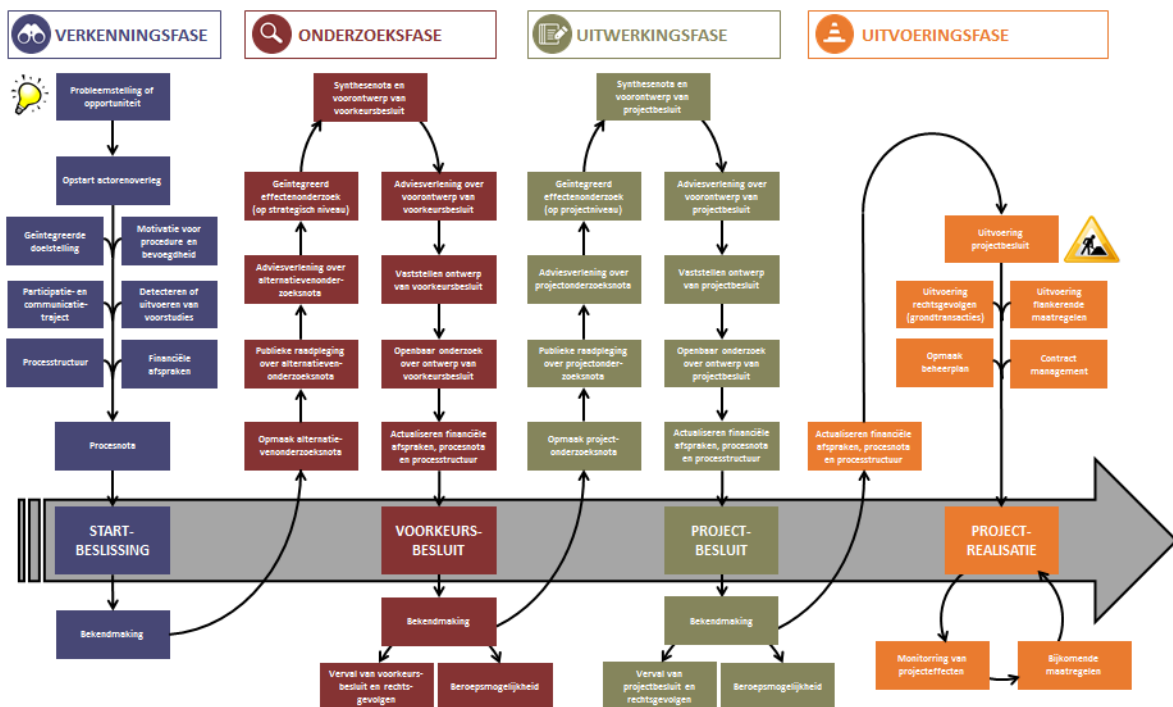 VERKENNINGSFASE
Probleemstelling of
opportuniteit
Opstart actorenoverleg
Geïntegreerde
doelstelling
Motivatie voor
procedure en
bevoegdheid
Participatie- en
communicatie-
traject
Detecteren of
uitvoeren van
voorstudies
Processtructuur
Financiële
afspraken
Procesnota
START-
BESLISSING
Bekendmaking
ONDERZOEKSFASE
Opmaak alternatie-
venonderzoeksnota
Publieke raadpleging
over alternatieven-
onderzoeksnota
Adviesverlening over
alternatievenonder-
zoeksnota
Geïntegreerd
effectenonderzoek
(op strategisch niveau)
Synthesenota en
voorontwerp van
voorkeursbesluit
Adviesverlening over
voorontwerp van
voorkeursbesluit
Vaststellen ontwerp
van voorkeursbesluit
Openbaar onderzoek
over ontwerp van
voorkeursbesluit
Actualiseren financiële
afspraken, procesnota
en processtructuur
VOORKEURS-
BESLUIT
Bekendmaking
Verval van voorkeurs-
besluit en rechts-
gevolgen
Beroepsmogelijkheid
UITWERKINGSFASE
Opmaak project-
onderzoeksnota
Publieke raadpleging
over projectonder-
zoeksnota
Adviesverlening over
projectonderzoeksnota
Geïntegreerd
effectenonderzoek
(op projectniveau)
Synthesenota en
voorontwerp van
projectbesluit
Adviesverlening over
voorontwerp van
projectbesluit
Vaststellen ontwerp
van projectbesluit
Openbaar onderzoek
over ontwerp van
projectbesluit
Actualiseren financiële
afspraken, procesnota
en processtructuur
PROJECT-
BESLUIT
Bekendmaking
Verval van
projectbesluit en
rechtsgevolgen
Beroepsmogelijkheid
UITVOERINGSFASE
Actualiseren financiële
afspraken, procesnota
en processtructuur
Uitvoering
projectbesluit
Uitvoering
rechtsgevolgen
(grondtransacties)
Uitvoering
flankerende
maatregelen
Opmaak
beheerplan
Contract
management
PROJECT-
REALISATIE
Monitorring van
projecteffecten
Bijkomende
maatregelen